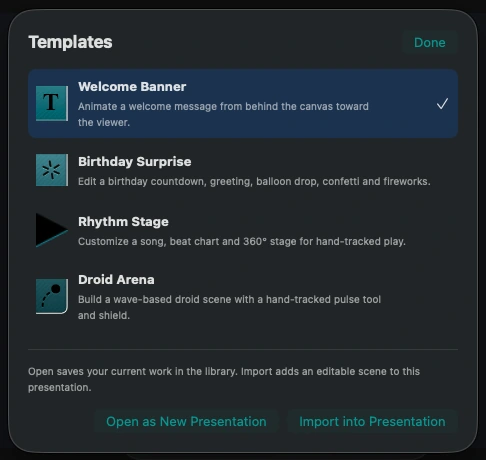 Templates
Done
T
Welcome Banner
Animate a welcome message from behind the canvas toward
the viewer.
Birthday Surprise
Edit a birthday countdown, greeting, balloon drop, confetti and fireworks.
Rhythm Stage
Customize a song, beat chart and 360° stage for hand-tracked play.
Droid Arena
Build a wave-based droid scene with a hand-tracked pulse tool
and shield.
Open saves your current work in the library. Import adds an editable scene to this
presentation.
Open as New Presentation
Import into Presentation